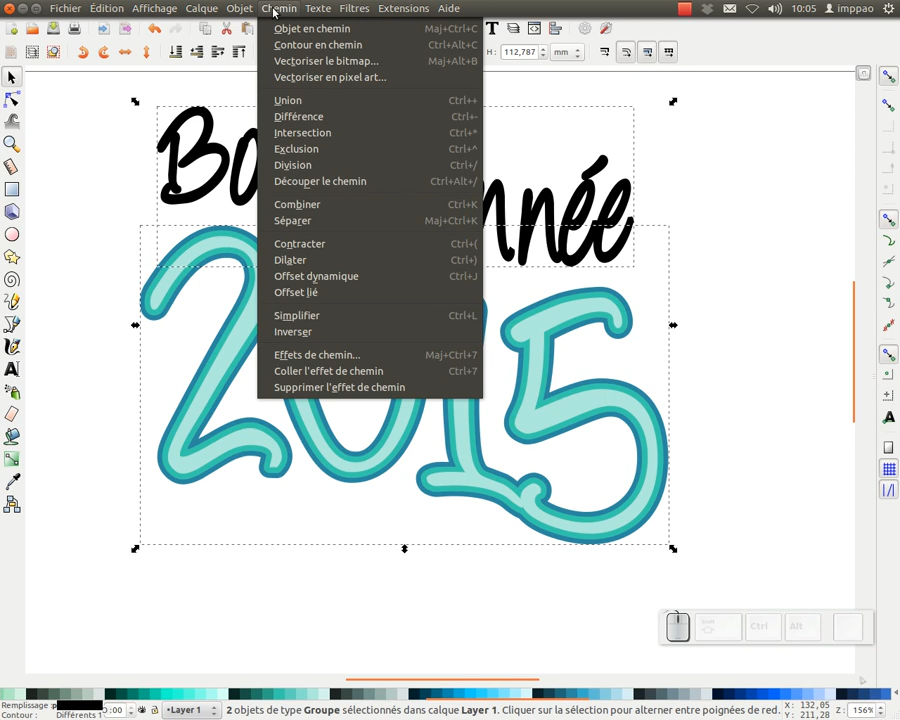 Fichier Édition Affichage Calque Objet Chemin Texte Filtres Extensions Aide 10:05 imppao
H: 112,787 mm
Objet en chemin Maj+Ctrl+C
Contour en chemin Ctrl+Alt+C
Vectoriser le bitmap... Maj+Alt+B
Vectoriser en pixel art...
Union Ctrl++
Différence Ctrl+-
Intersection Ctrl+*
Exclusion Ctrl+^
Division Ctrl+/
Découper le chemin Ctrl+Alt+/
Combiner Ctrl+K
Séparer Maj+Ctrl+K
Contracter Ctrl+(
Dilater Ctrl+)
Offset dynamique Ctrl+J
Offset lié
Simplifier Ctrl+L
Inverser
Effets de chemin... Maj+Ctrl+7
Coller l'effet de chemin Ctrl+7
Supprimer l'effet de chemin
Bo nnée
2015
Ctrl Alt
Remplissage :
Contour : Différents 1
:00
•Layer 1
2 objets de type Groupe sélectionnés dans calque Layer 1. Cliquer sur la sélection pour alterner entre poignées de red.
X: 132,05
Y: 211,28
Z: 156%